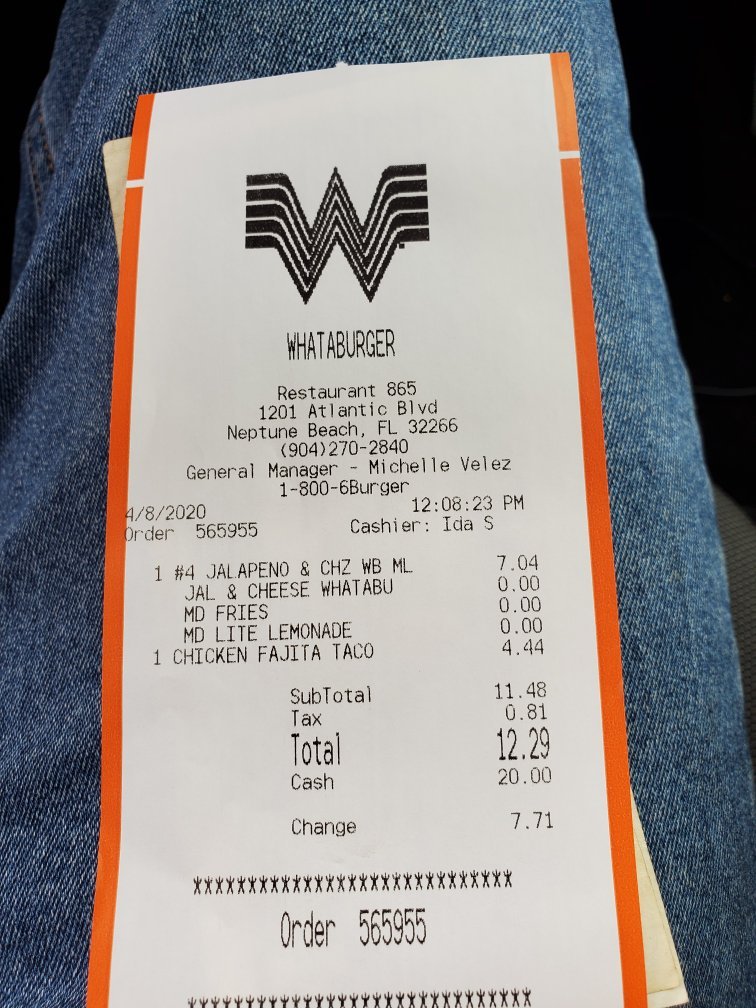 W
WHATABURGER
Restaurant 865
1201 Atlantic Blvd
Neptune Beach, FL 32266
(904)270-2840
General Manager - Michelle Velez
1-800-6Burger
4/8/2020 12:08:23 PM
Order 565955 Cashier: Ida S
1 #4 JALAPENO & CHZ WB ML 7.04
JAL & CHEESE WHATABU 0.00
MD FRIES 0.00
MD LITE LEMONADE 0.00
1 CHICKEN FAJITA TACO 4.44
SubTotal 11.48
Tax 0.81
Total 12.29
Cash 20.00
Change 7.71
*****************************
Order 565955
*******************************